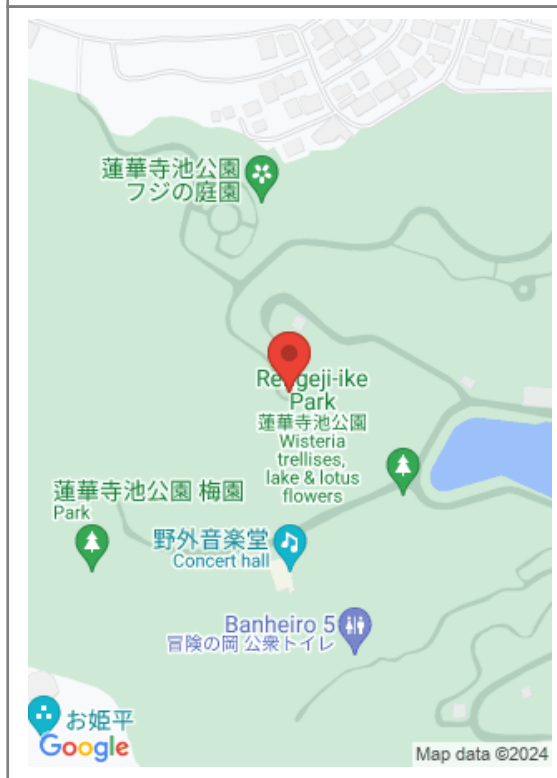 蓮華寺池公園
フジの庭園
Rengeji-ike
Park
蓮華寺池公園
Wisteria
trellises,
lake & lotus
flowers
蓮華寺池公園 梅園
Park
野外音楽堂
Concert hall
Banheiro 5
冒険の岡 公衆トイレ
お姫平
Google
Map data ©2024